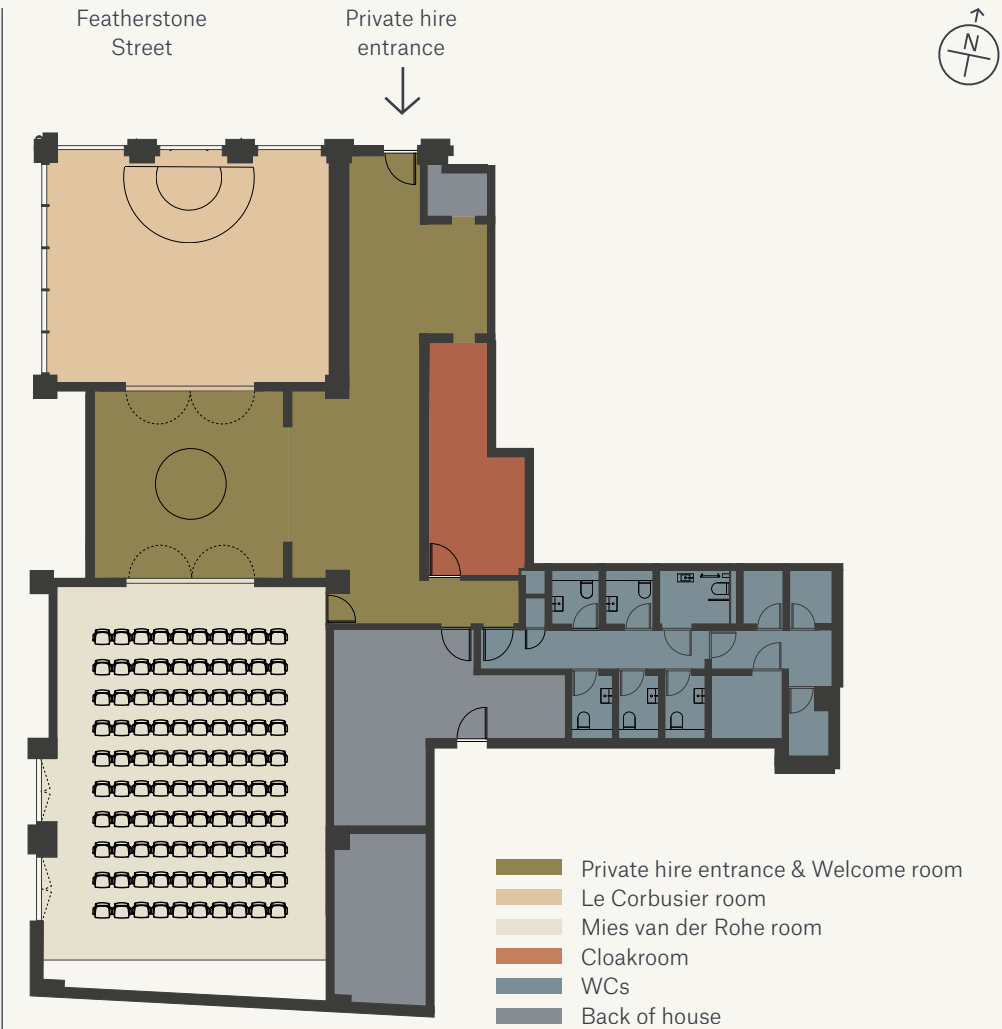 Featherstone
Street
Private hire
entrance
N
Private hire entrance & Welcome room
Le Corbusier room
Mies van der Rohe room
Cloakroom
WCs
Back of house